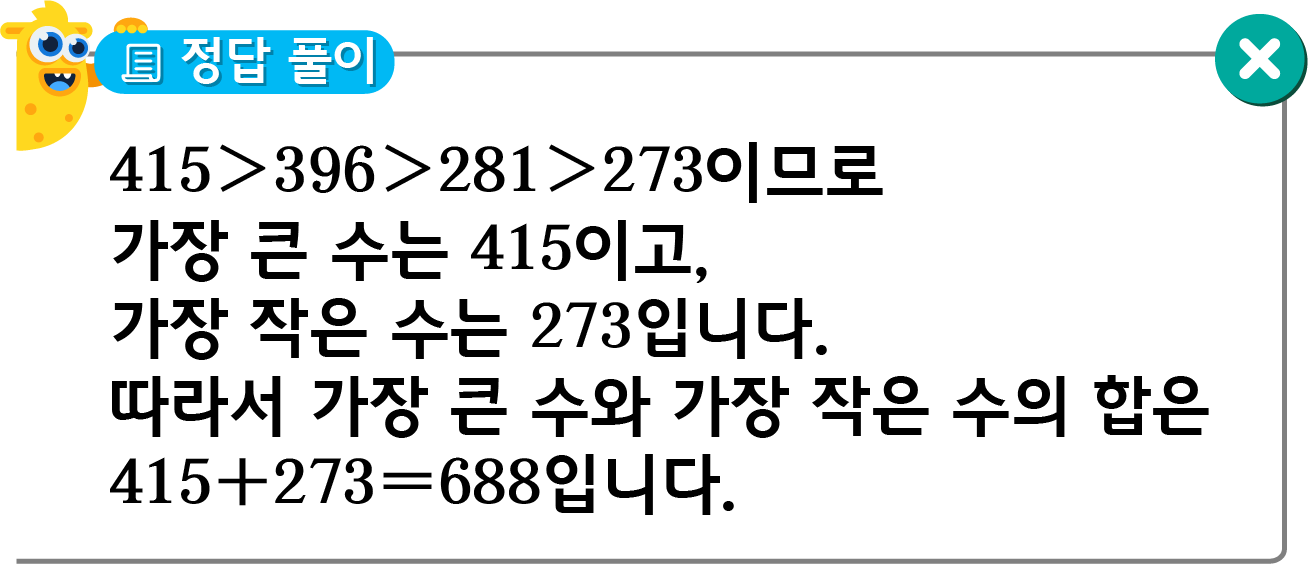 정답 풀이
415>396>281>273이므로
가장 큰 수는 415이고,
가장 작은 수는 273입니다.
따라서 가장 큰 수와 가장 작은 수의 합은
415+273=688입니다.